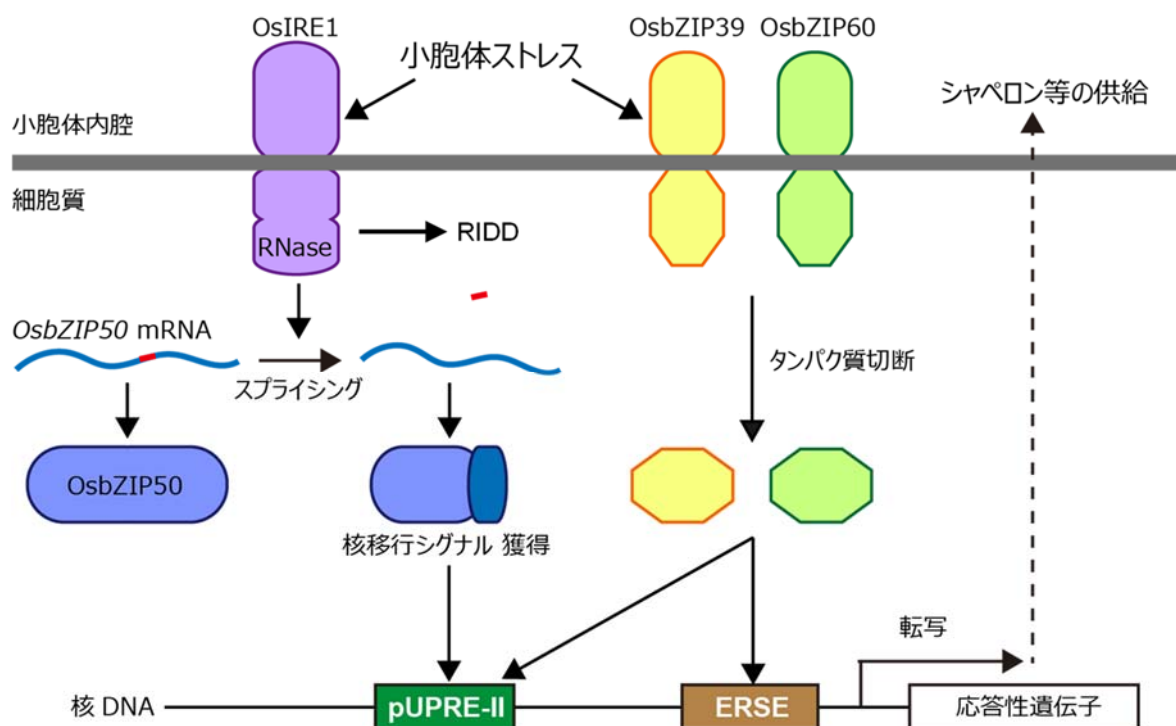 OsIRE1
小胞体ストレス
OsbZIP39
OsbZIP60
シャペロン等の供給
小胞体内腔
細胞質
RNase
RIDD
OsbZIP50 mRNA
スプライシング
タンパク質切断
OsbZIP50
核移行シグナル 獲得
転写
核 DNA
pUPRE-II
ERSE
応答性遺伝子